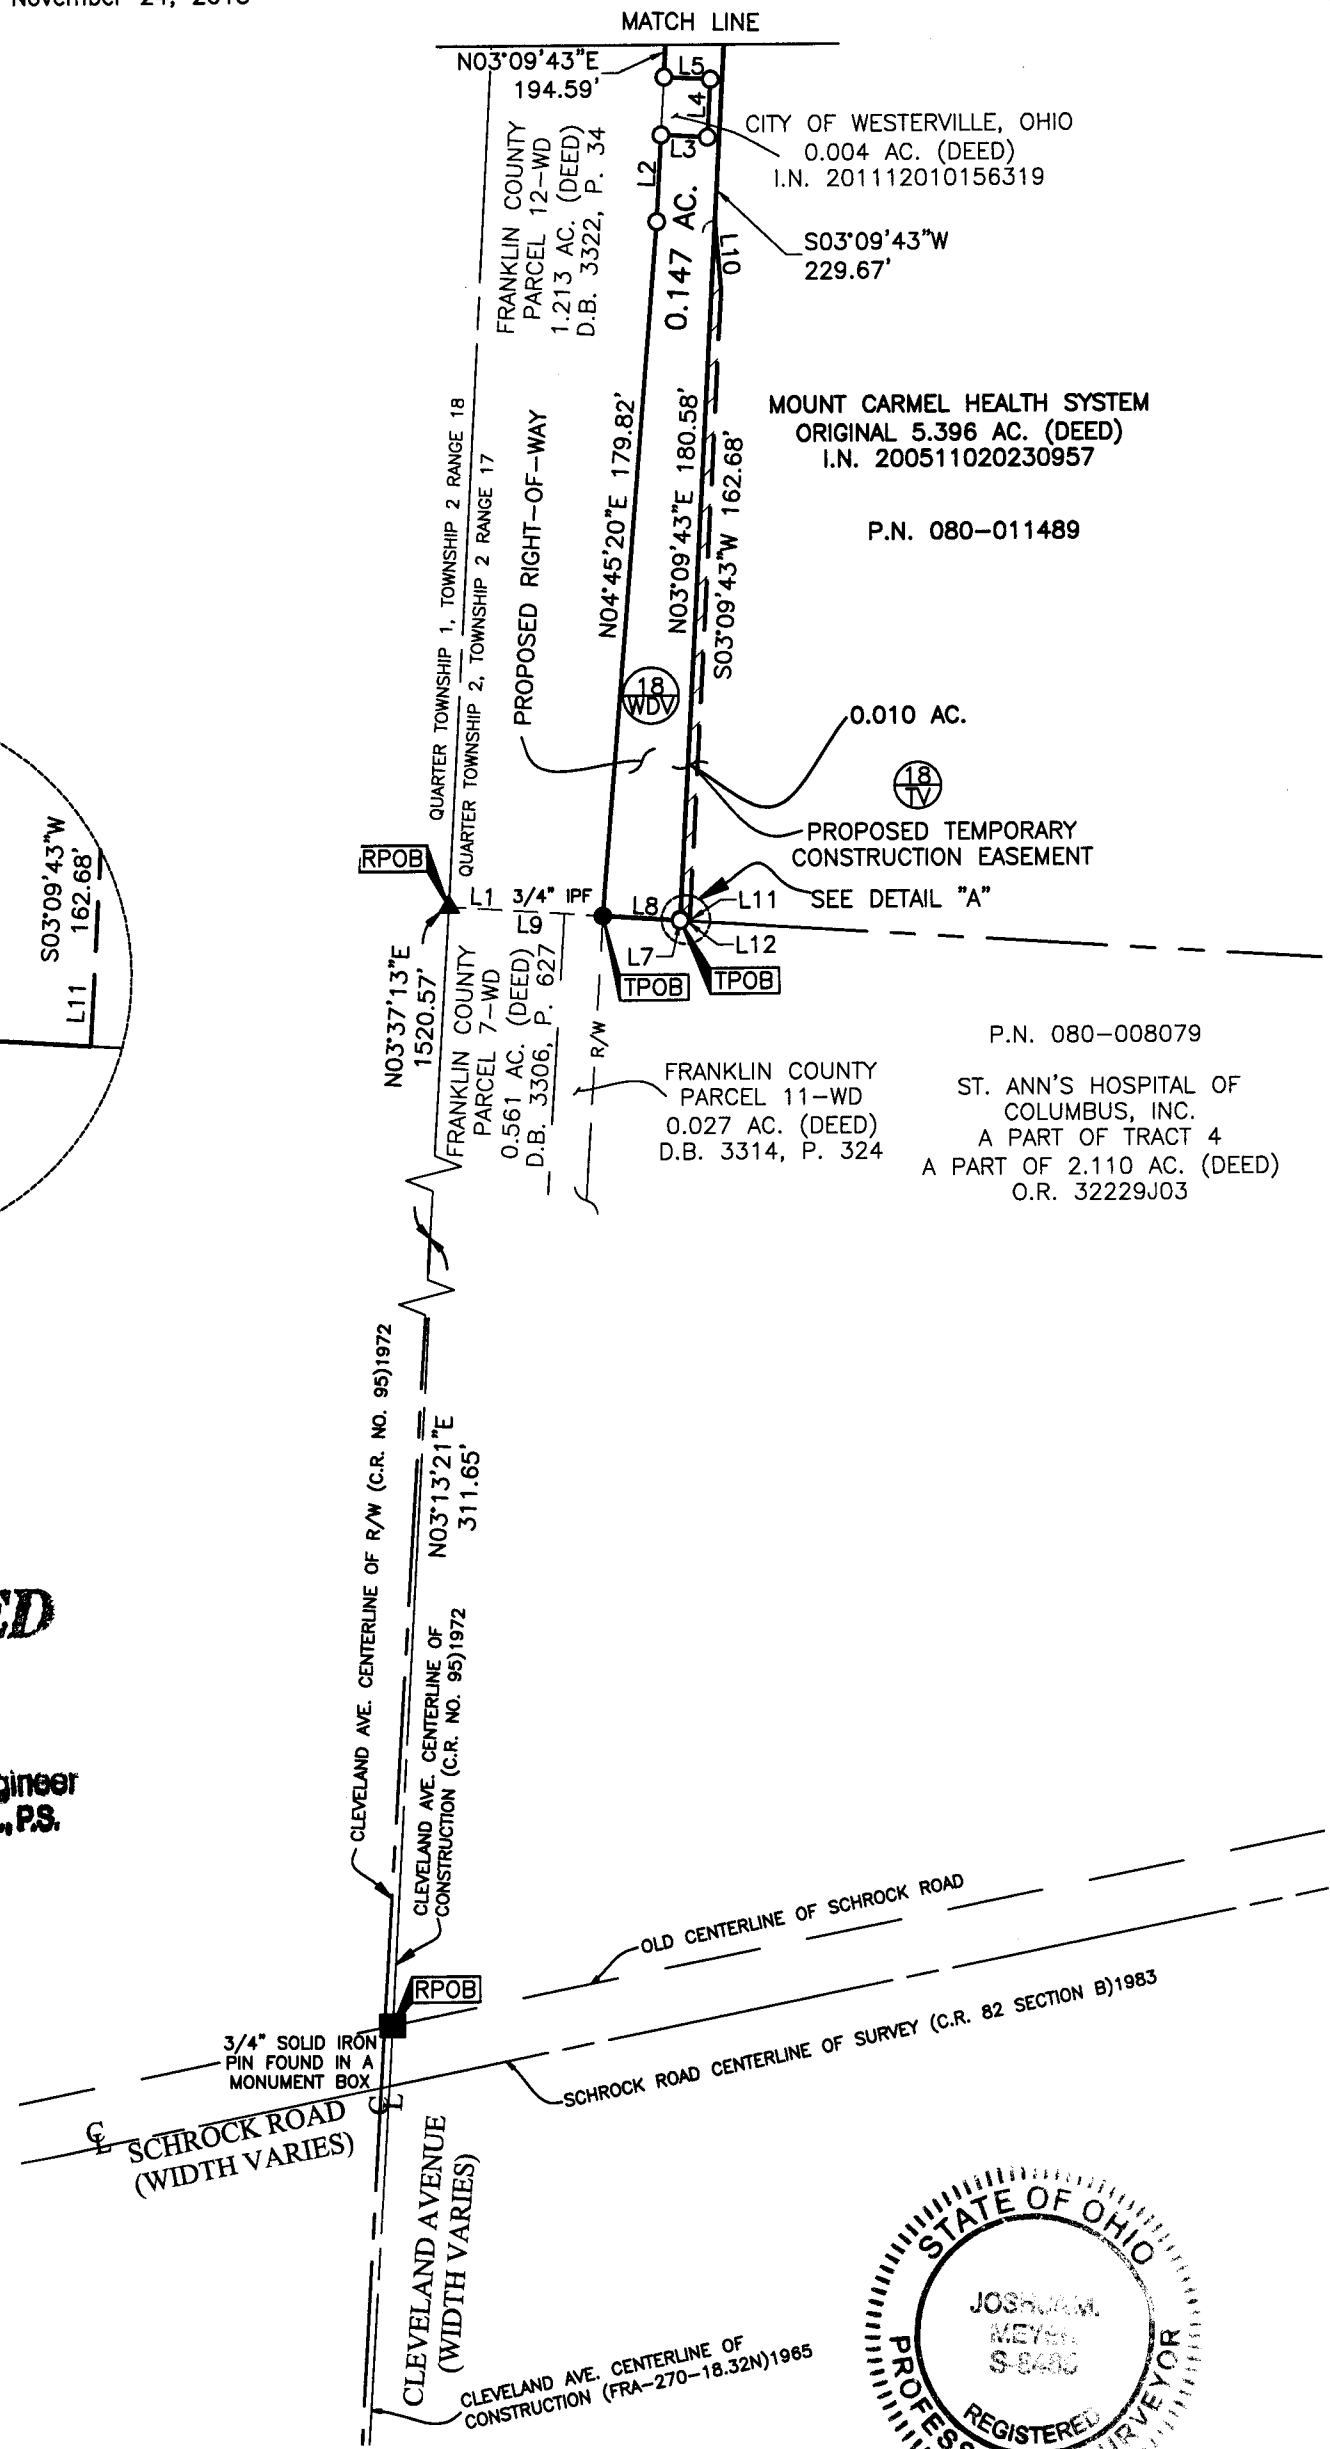 MATCH LINE
N03°09'43"E
194.59'
L5
L4
L3
L2
CITY OF WESTERVILLE, OHIO
0.004 AC. (DEED)
I.N. 201112010156319
FRANKLIN COUNTY
PARCEL 12-WD
1.213 AC. (DEED)
D.B. 3322, P. 34
0.147 AC.
L10
S03°09'43"W
229.67'
MOUNT CARMEL HEALTH SYSTEM
ORIGINAL 5.396 AC. (DEED)
I.N. 200511020230957
P.N. 080-011489
QUARTER TOWNSHIP 1, TOWNSHIP 2 RANGE 18
QUARTER TOWNSHIP 2, TOWNSHIP 2 RANGE 17
PROPOSED RIGHT-OF-WAY
N04°45'20"E 179.82'
N03°09'43"E 180.58'
S03°09'43"W 162.68'
18
WDV
0.010 AC.
18
TV
PROPOSED TEMPORARY
CONSTRUCTION EASEMENT
SEE DETAIL "A"
S03°09'43"W
162.68'
L11
RPOB
L1
3/4" IPF
L9
L8
L11
L7
L12
TPOB
TPOB
N03°37'13"E
1520.57'
FRANKLIN COUNTY
PARCEL 7-WD
0.561 AC. (DEED)
D.B. 3306, P. 627
R/W
FRANKLIN COUNTY
PARCEL 11-WD
0.027 AC. (DEED)
D.B. 3314, P. 324
P.N. 080-008079
ST. ANN'S HOSPITAL OF
COLUMBUS, INC.
A PART OF TRACT 4
A PART OF 2.110 AC. (DEED)
O.R. 32229J03
CLEVELAND AVE. CENTERLINE OF R/W (C.R. NO. 95)1972
N03°13'21"E
311.65'
CLEVELAND AVE. CENTERLINE OF
CONSTRUCTION (C.R. NO. 95)1972
RPOB
OLD CENTERLINE OF SCHROCK ROAD
SCHROCK ROAD CENTERLINE OF SURVEY (C.R. 82 SECTION B)1983
3/4" SOLID IRON
PIN FOUND IN A
MONUMENT BOX
SCHROCK ROAD
(WIDTH VARIES)
CLEVELAND AVENUE
(WIDTH VARIES)
CLEVELAND AVE. CENTERLINE OF
CONSTRUCTION (FRA-270-18.32N)1965
P.S.
STATE OF OHIO
REGISTERED